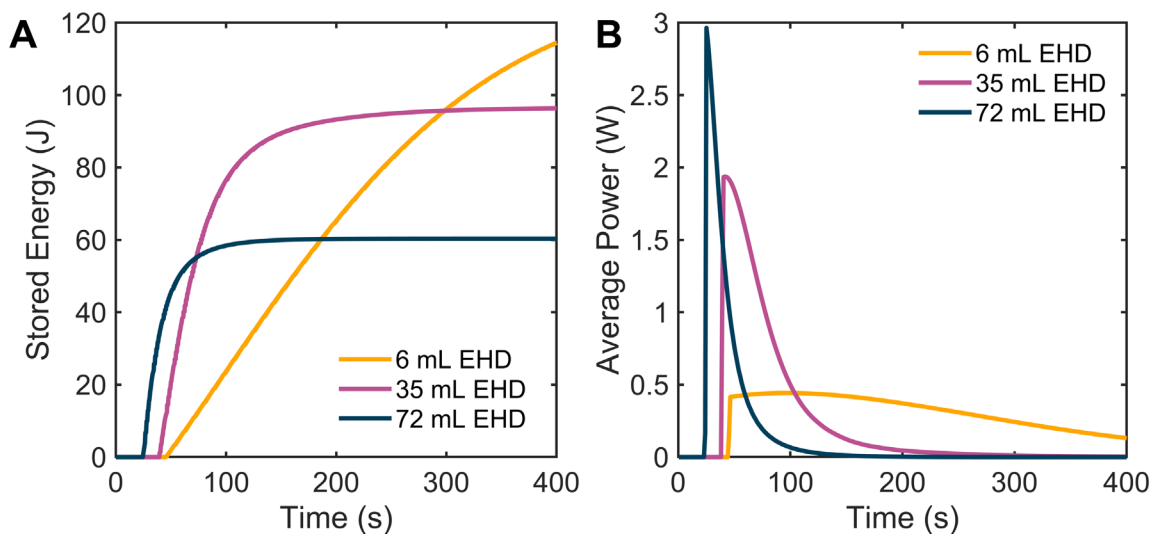 A
120
100
80
60
40
20
0
0 100 200 300 400
Stored Energy (J)
Time (s)
6 mL EHD
35 mL EHD
72 mL EHD
B
3
2.5
2
1.5
1
0.5
0
0 100 200 300 400
Average Power (W)
Time (s)
6 mL EHD
35 mL EHD
72 mL EHD